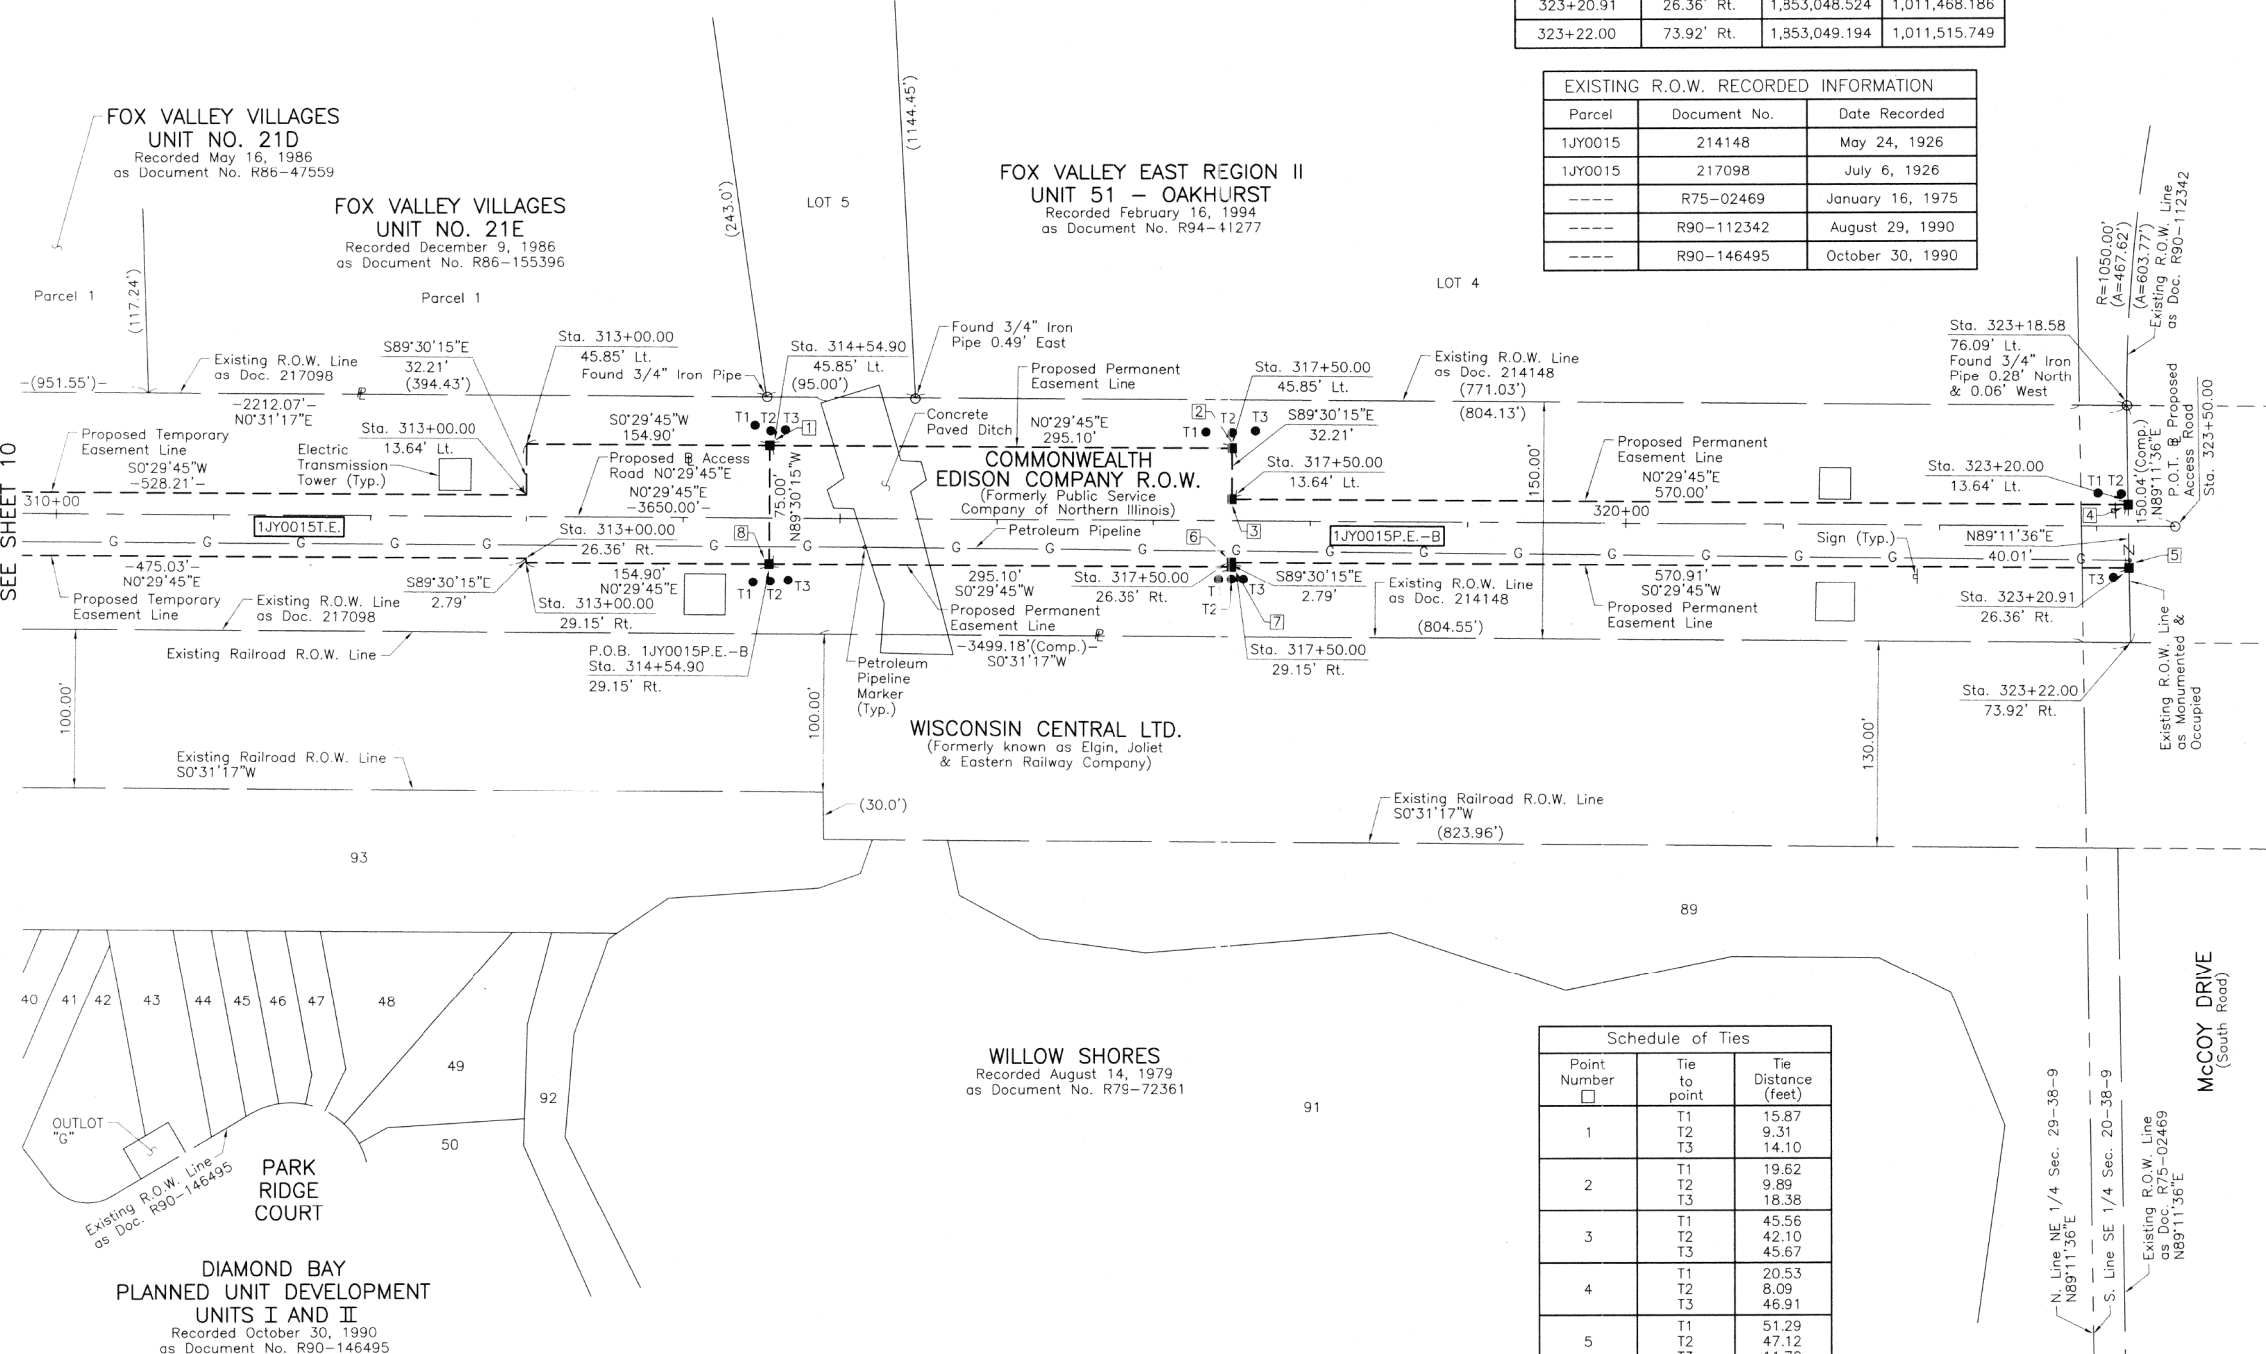 323+20.91 26.36' Rt. 1,853,048.524 1,011,468.186
323+22.00 73.92' Rt. 1,853,049.194 1,011,515.749
EXISTING R.O.W. RECORDED INFORMATION
Parcel Document No. Date Recorded
1JY0015 214148 May 24, 1926
1JY0015 217098 July 6, 1926
---- R75-02469 January 16, 1975
---- R90-112342 August 29, 1990
---- R90-146495 October 30, 1990
FOX VALLEY VILLAGES
UNIT NO. 21D
Recorded May 16, 1986
as Document No. R86-47559
FOX VALLEY VILLAGES
UNIT NO. 21E
Recorded December 9, 1986
as Document No. R86-155396
Parcel 1
(117.24')
Parcel 1
(243.0')
LOT 5
(1144.45')
FOX VALLEY EAST REGION II
UNIT 51 – OAKHURST
Recorded February 16, 1994
as Document No. R94-41277
LOT 4
R=1050.00'
(A=467.62')
(A=603.77')
Existing R.O.W. Line
as Doc. R90-112342
-(951.55')-
Existing R.O.W. Line
as Doc. 217098
-2212.07'-
N0°31'17"E
S89°30'15"E
32.21'
(394.43')
Sta. 313+00.00
45.85' Lt.
Found 3/4" Iron Pipe
Sta. 314+54.90
45.85' Lt.
(95.00')
Found 3/4" Iron
Pipe 0.49' East
Proposed Permanent
Easement Line
Sta. 317+50.00
45.85' Lt.
Existing R.O.W. Line
as Doc. 214148
(771.03')
(804.13')
Sta. 323+18.58
76.09' Lt.
Found 3/4" Iron
Pipe 0.28' North
& 0.06' West
P.O.T. ℄ Proposed
Access Road
Sta. 323+50.00
SEE SHEET 10
Proposed Temporary
Easement Line
S0°29'45"W
-528.21'-
Electric
Transmission
Tower (Typ.)
Sta. 313+00.00
13.64' Lt.
S0°29'45"W
154.90'
T1 T2 T3
1
Proposed ℄ Access
Road N0°29'45"E
N0°29'45"E
-3650.00'-
75.00'
N89°30'15"W
Concrete
Paved Ditch
N0°29'45"E
295.10'
2
T1 T2 T3
S89°30'15"E
32.21'
COMMONWEALTH
EDISON COMPANY R.O.W.
(Formerly Public Service
Company of Northern Illinois)
Sta. 317+50.00
13.64' Lt.
3
150.00'
Proposed Permanent
Easement Line
N0°29'45"E
570.00'
320+00
Sta. 323+20.00
13.64' Lt.
T1 T2
4
150.04'(Comp.)
N89°11'36"E
310+00
1JY0015T.E.
G G G G G G G G G G G G G G
Sta. 313+00.00
26.36' Rt.
8
Petroleum Pipeline
6
1JY0015P.E.-B
Sign (Typ.)
N89°11'36"E
40.01'
5
-475.03'-
N0°29'45"E
S89°30'15"E
2.79'
154.90'
N0°29'45"E
T1 T2 T3
295.10'
S0°29'45"W
Sta. 317+50.00
26.36' Rt.
T
T2
S89°30'15"E
2.79'
Existing R.O.W. Line
as Doc. 214148
(804.55')
570.91'
S0°29'45"W
Proposed Permanent
Easement Line
T3
Sta. 323+20.91
26.36' Rt.
Proposed Temporary
Easement Line
Existing R.O.W. Line
as Doc. 217098
Sta. 313+00.00
29.15' Rt.
Proposed Permanent
Easement Line
7
Existing Railroad R.O.W. Line
P.O.B. 1JY0015P.E.-B
Sta. 314+54.90
29.15' Rt.
Petroleum
Pipeline
Marker
(Typ.)
-3499.18'(Comp.)-
S0°31'17"W
Sta. 317+50.00
29.15' Rt.
Sta. 323+22.00
73.92' Rt.
Existing R.O.W. Line
as Monumented &
Occupied
100.00'
100.00'
130.00'
WISCONSIN CENTRAL LTD.
(Formerly known as Elgin, Joliet
& Eastern Railway Company)
Existing Railroad R.O.W. Line
S0°31'17"W
(30.0')
Existing Railroad R.O.W. Line
S0°31'17"W
(823.96')
93
89
40 41 42 43 44 45 46 47 48
49
50
92
91
OUTLOT
"G"
Existing R.O.W. Line
as Doc. R90-146495
PARK
RIDGE
COURT
DIAMOND BAY
PLANNED UNIT DEVELOPMENT
UNITS I AND II
Recorded October 30, 1990
as Document No. R90-146495
WILLOW SHORES
Recorded August 14, 1979
as Document No. R79-72361
Schedule of Ties
Point Number □ Tie to point Tie Distance (feet)
1 T1 15.87
T2 9.31
T3 14.10
2 T1 19.62
T2 9.89
T3 18.38
3 T1 45.56
T2 42.10
T3 45.67
4 T1 20.53
T2 8.09
T3 46.91
5 T1 51.29
T2 47.12
N. Line NE 1/4 Sec. 29-38-9
N89°11'36"E
S. Line SE 1/4 Sec. 20-38-9
Existing R.O.W. Line
as Doc. R75-02469
N89°11'36"E
McCOY DRIVE
(South Road)